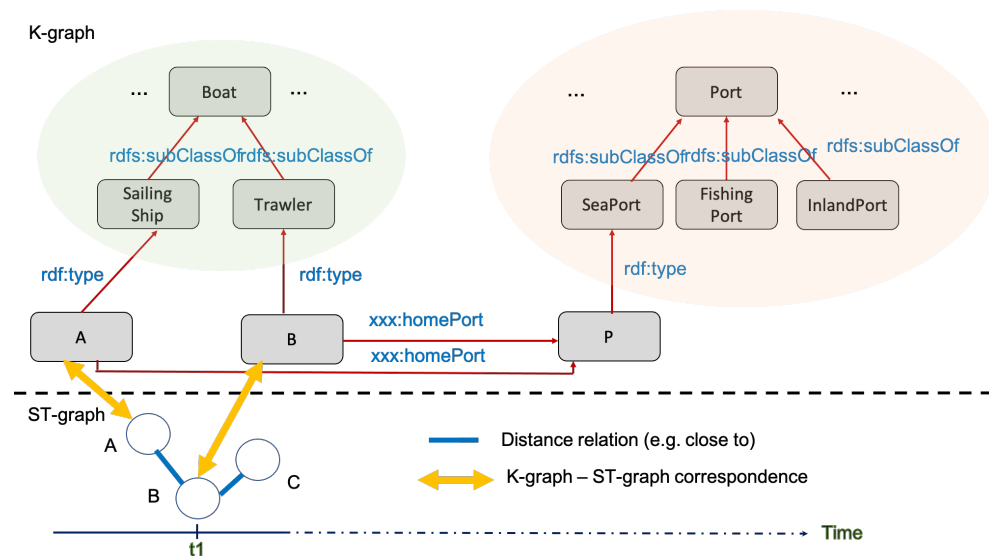 K-graph
...
Boat
...
...
Port
...
rdfs:subClassOf
rdfs:subClassOf
rdfs:subClassOf
rdfs:subClassOf
rdfs:subClassOf
Sailing
Ship
Trawler
SeaPort
Fishing
Port
InlandPort
rdf:type
rdf:type
rdf:type
A
B
xxx:homePort
P
xxx:homePort
ST-graph
A
Distance relation (e.g. close to)
B
C
K-graph – ST-graph correspondence
t1
Time